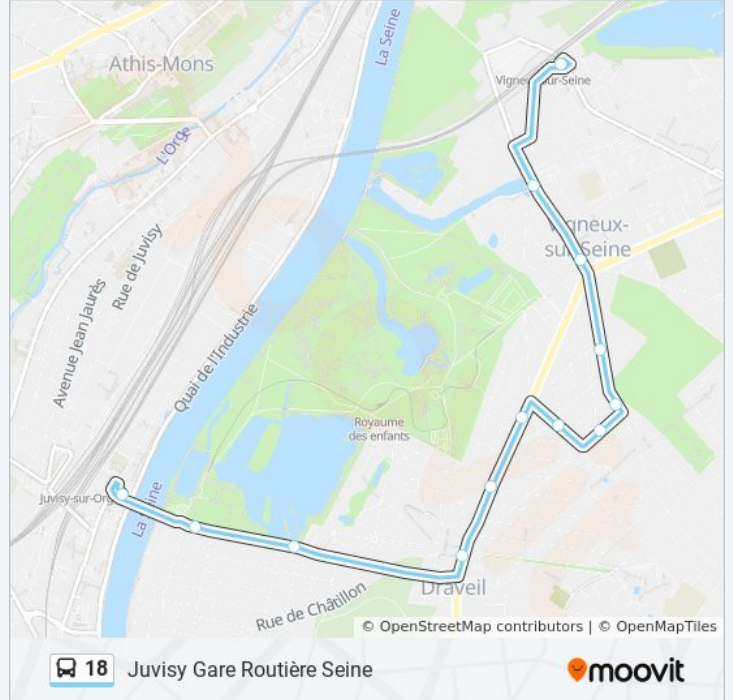 La Seine
Athis-Mons
Vigneux-sur-Seine
L'Orge
Vigneux-
sur-Seine
Rue de Juvisy
Avenue Jean Jaurès
Quai de l'Industrie
Royaume
des enfants
Juvisy-sur-Org
La Seine
Draveil
Rue de Châtillon
© OpenStreetMap contributors | © OpenMapTiles
18 Juvisy Gare Routière Seine
moovit